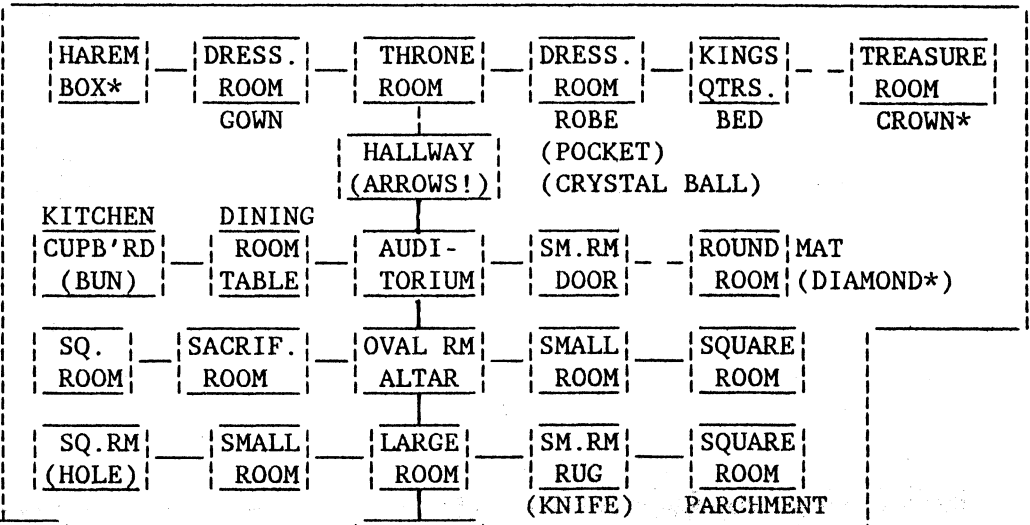 HAREM DRESS. THRONE DRESS. KINGS TREASURE
BOX* ROOM ROOM ROOM QTRS. ROOM
GOWN ROBE BED CROWN*
HALLWAY (POCKET)
(ARROWS!) (CRYSTAL BALL)
KITCHEN DINING
CUPB'RD ROOM AUDI- SM.RM ROUND MAT
(BUN) TABLE TORIUM DOOR ROOM (DIAMOND*)
SQ. SACRIF. OVAL RM SMALL SQUARE
ROOM ROOM ALTAR ROOM ROOM
SQ.RM SMALL LARGE SM.RM SQUARE
(HOLE) ROOM ROOM RUG ROOM
(KNIFE) PARCHMENT